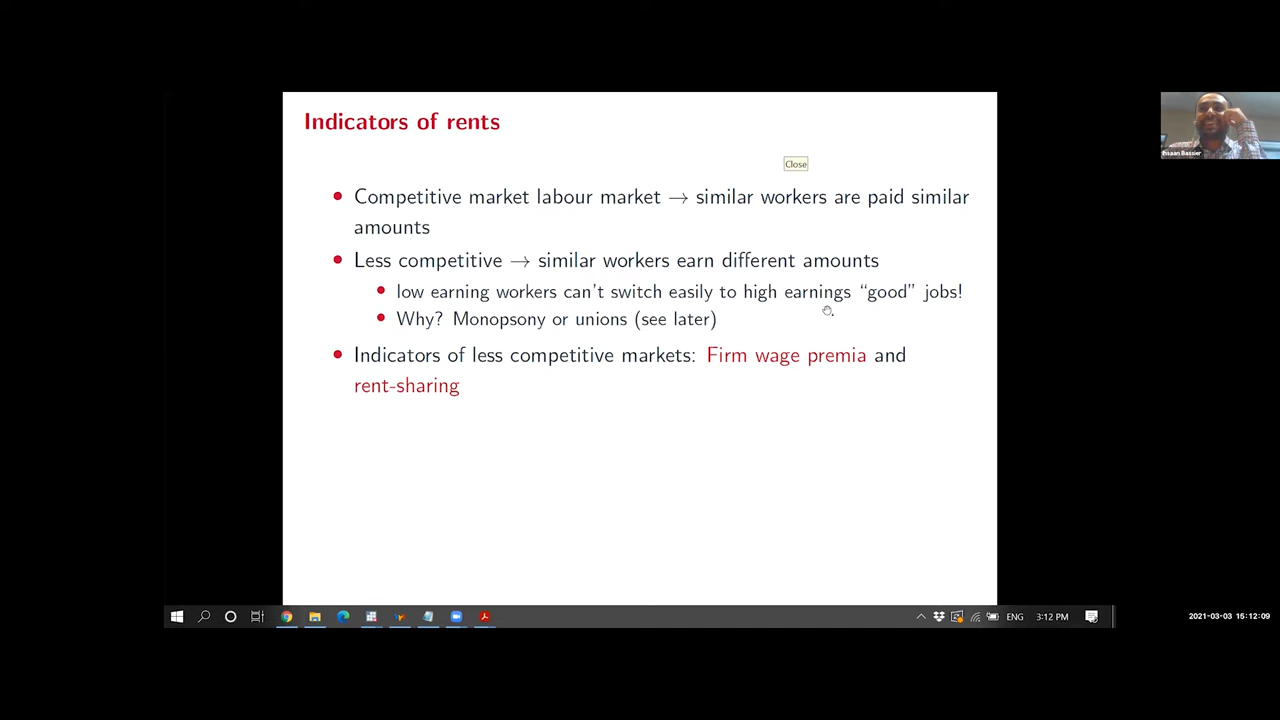 Indicators of rents
Close
Competitive market labour market → similar workers are paid similar
amounts
Less competitive → similar workers earn different amounts
low earning workers can't switch easily to high earnings “good” jobs!
Why? Monopsony or unions (see later)
Indicators of less competitive markets: Firm wage premia and
rent-sharing
Ihsaan Bassier
ENG
3:12 PM
2021-03-03 15:12:09